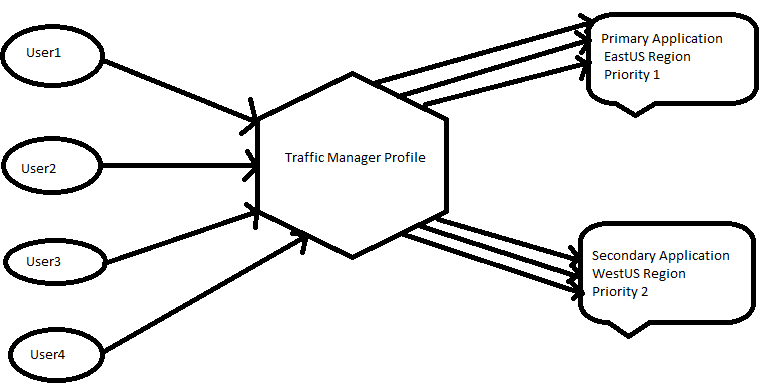 User1
User2
User3
User4
Traffic Manager Profile
Primary Application
EastUS Region
Priority 1
Secondary Application
WestUS Region
Priority 2